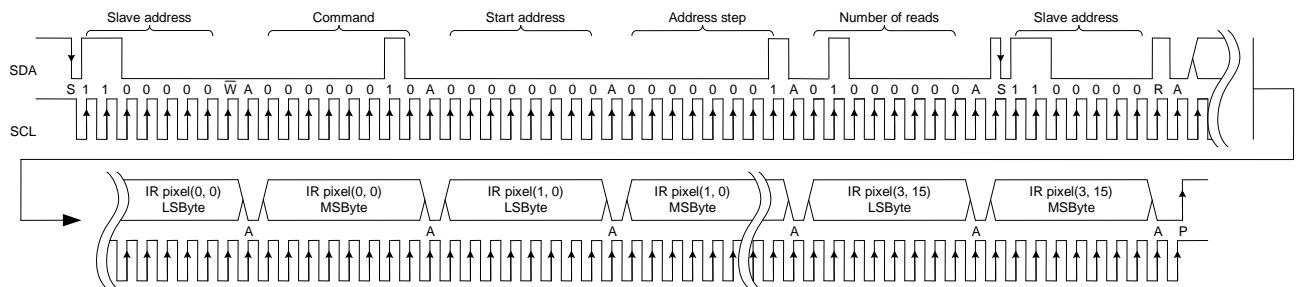 Slave address Command Start address Address step Number of reads Slave address
SDA
S 1 1 0 0 0 0 0 W̅ A 0 0 0 0 0 0 1 0 A 0 0 0 0 0 0 0 0 A 0 0 0 0 0 0 0 1 A 0 1 0 0 0 0 0 0 A S 1 1 0 0 0 0 0 R A
SCL
IR pixel(0, 0) IR pixel(0, 0) IR pixel(1, 0) IR pixel(1, 0) IR pixel(3, 15) IR pixel(3, 15)
LSByte MSByte LSByte MSByte LSByte MSByte
A A A A A A P